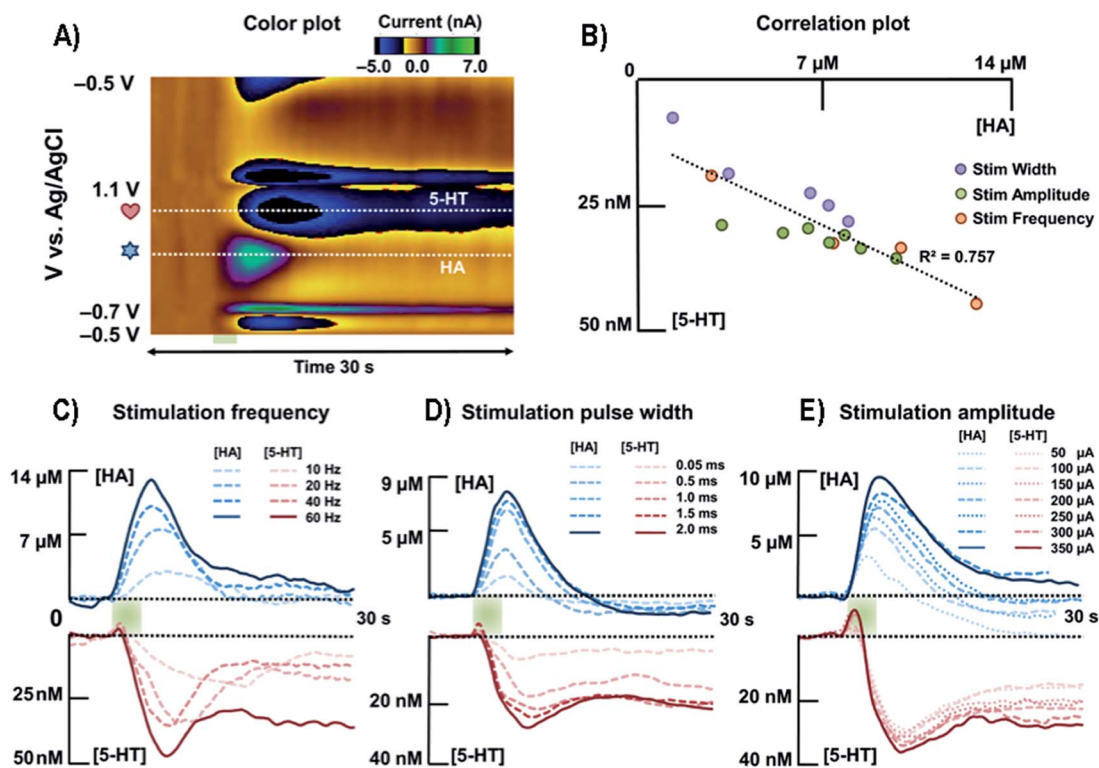 A)
Color plot
Current (nA)
−5.0 0.0 7.0
−0.5 V
1.1 V
−0.7 V
−0.5 V
V vs. Ag/AgCl
5-HT
HA
Time 30 s
B)
Correlation plot
0
7 µM
14 µM
[HA]
Stim Width
Stim Amplitude
Stim Frequency
25 nM
R² = 0.757
50 nM
[5-HT]
C)
Stimulation frequency
[HA] [5-HT]
14 µM
[HA]
10 Hz
20 Hz
40 Hz
60 Hz
7 µM
0
25 nM
50 nM
[5-HT]
D)
Stimulation pulse width
[HA] [5-HT]
9 µM
[HA]
0.05 ms
0.5 ms
1.0 ms
1.5 ms
2.0 ms
5 µM
30 s
20 nM
40 nM
[5-HT]
E)
Stimulation amplitude
[HA] [5-HT]
10 µM
[HA]
50 µA
100 µA
150 µA
200 µA
250 µA
300 µA
350 µA
5 µM
30 s
20 nM
40 nM
[5-HT]